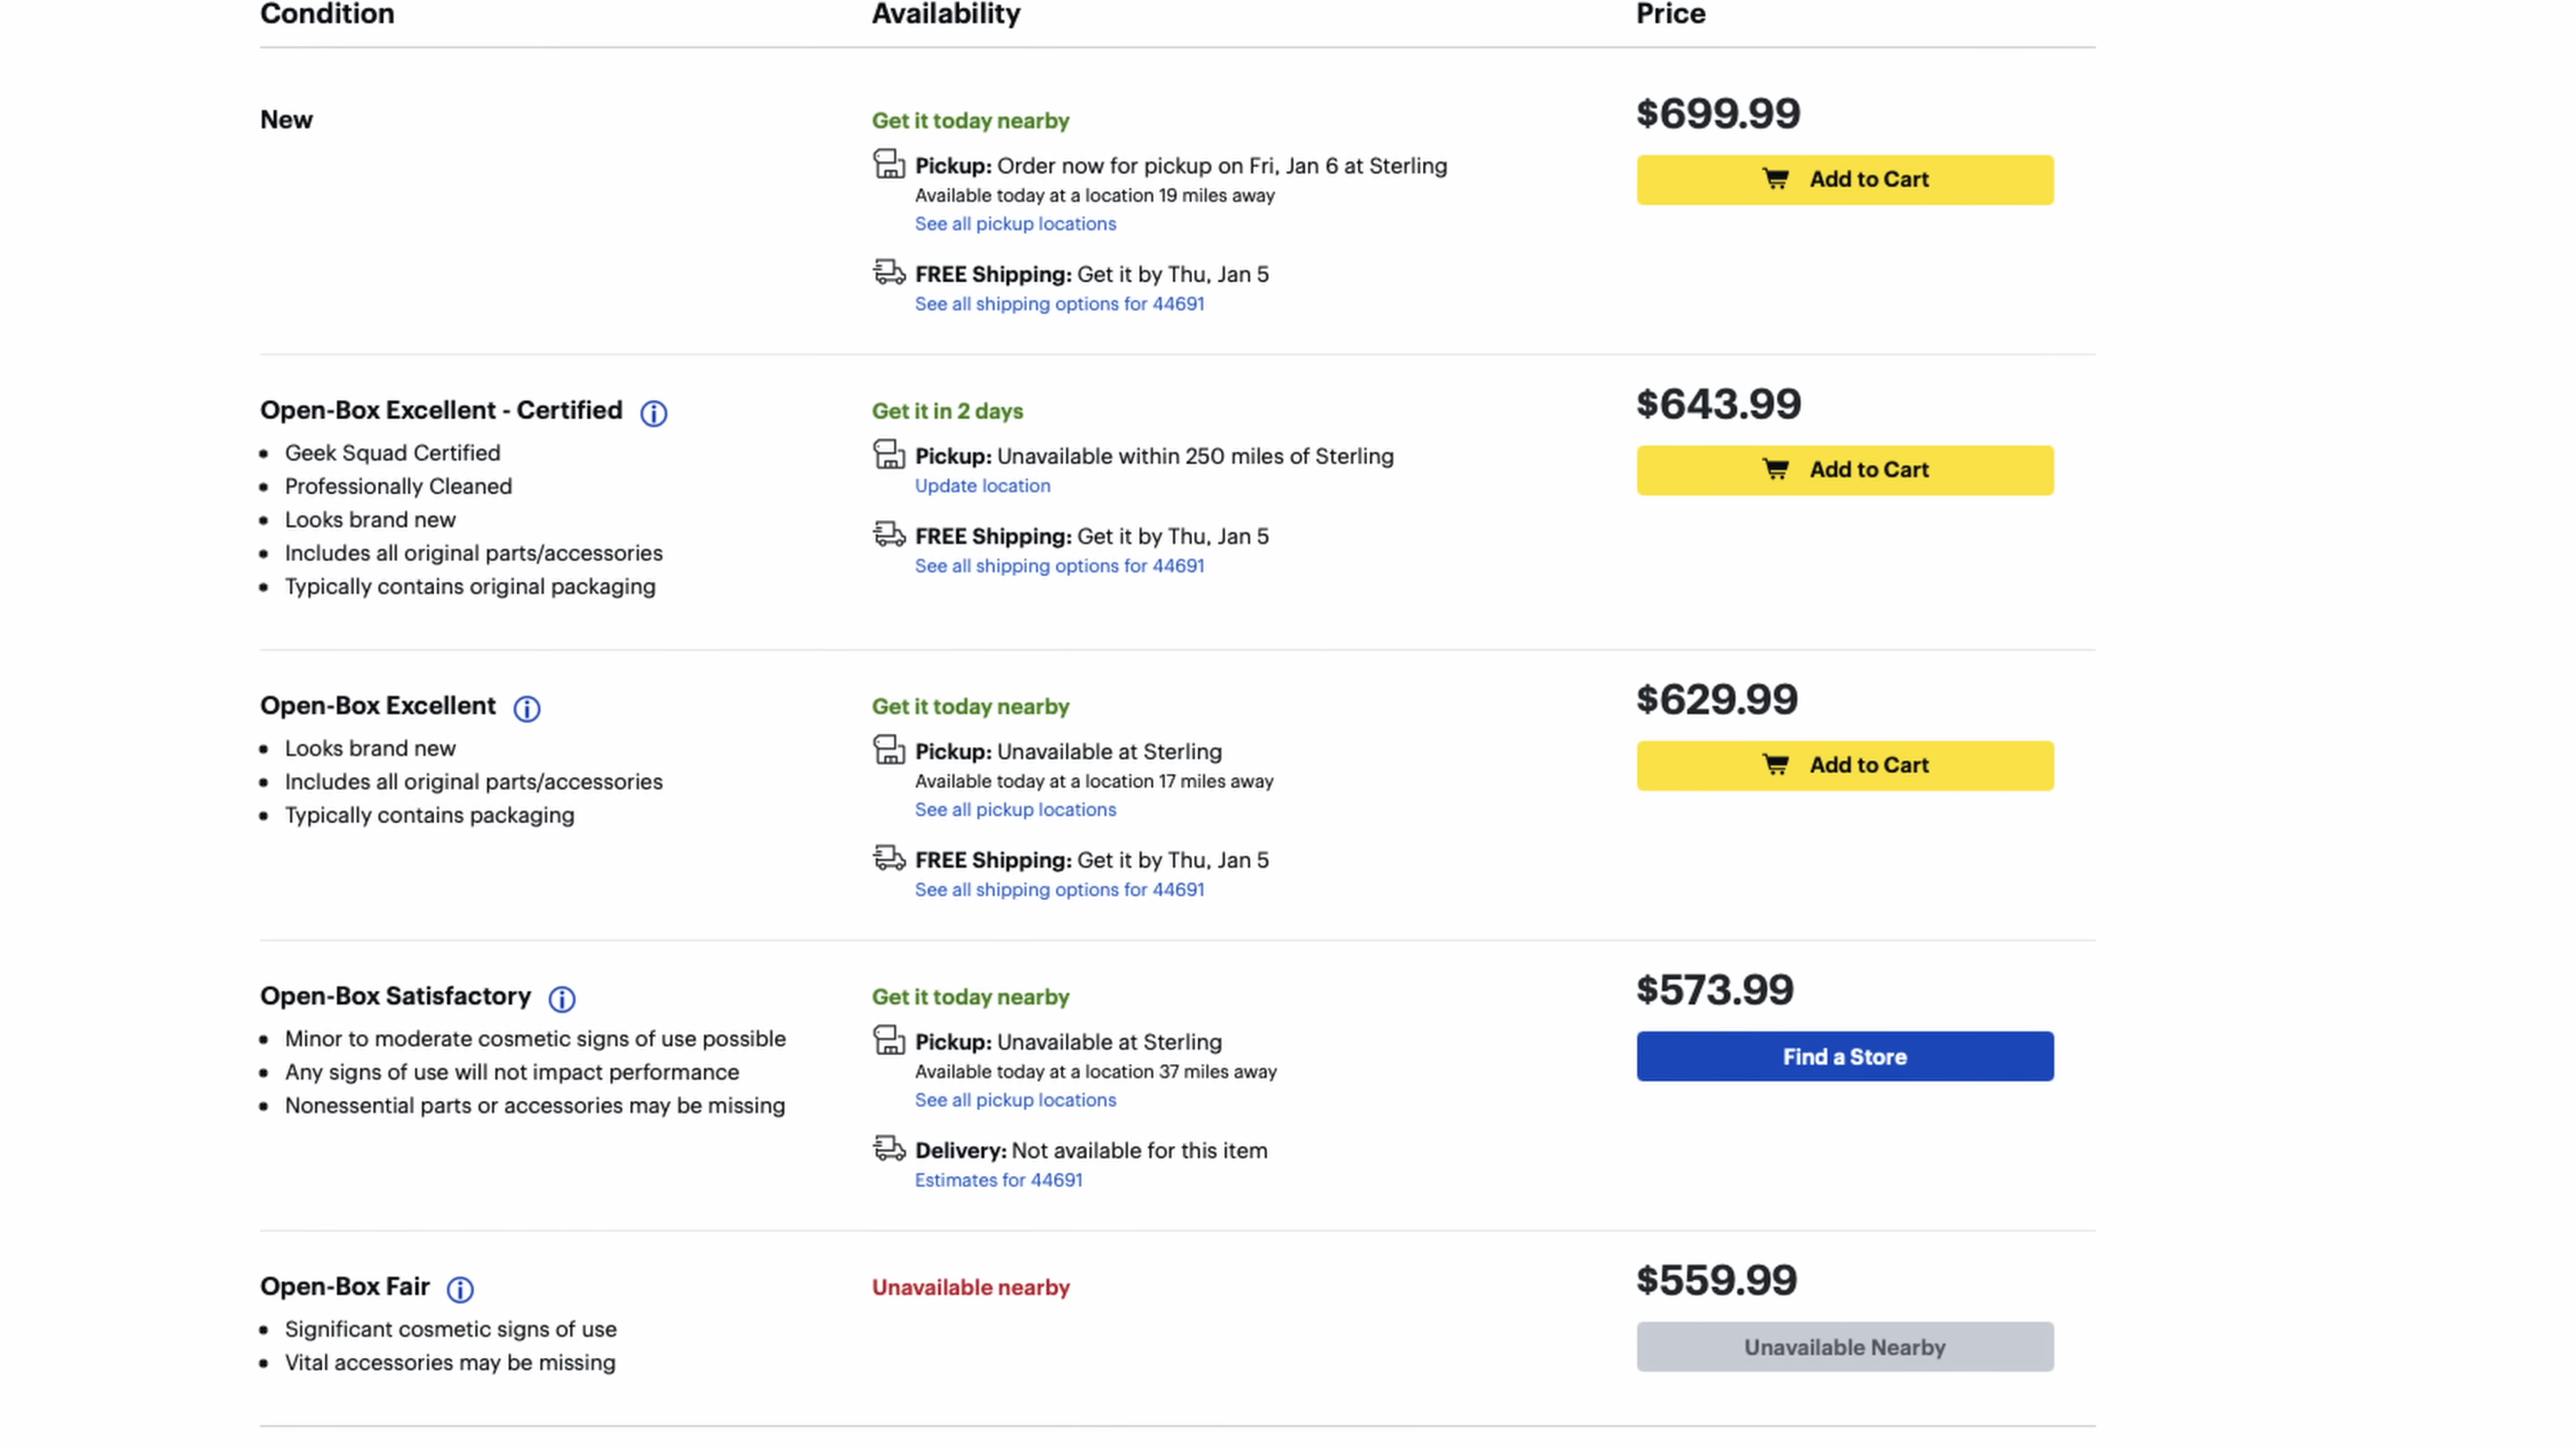 Condition Availability Price
New
Get it today nearby
Pickup: Order now for pickup on Fri, Jan 6 at Sterling
Available today at a location 19 miles away
See all pickup locations
FREE Shipping: Get it by Thu, Jan 5
See all shipping options for 44691
$699.99
Add to Cart
Open-Box Excellent - Certified
Geek Squad Certified
Professionally Cleaned
Looks brand new
Includes all original parts/accessories
Typically contains original packaging
Get it in 2 days
Pickup: Unavailable within 250 miles of Sterling
Update location
FREE Shipping: Get it by Thu, Jan 5
See all shipping options for 44691
$643.99
Add to Cart
Open-Box Excellent
Looks brand new
Includes all original parts/accessories
Typically contains packaging
Get it today nearby
Pickup: Unavailable at Sterling
Available today at a location 17 miles away
See all pickup locations
FREE Shipping: Get it by Thu, Jan 5
See all shipping options for 44691
$629.99
Add to Cart
Open-Box Satisfactory
Minor to moderate cosmetic signs of use possible
Any signs of use will not impact performance
Nonessential parts or accessories may be missing
Get it today nearby
Pickup: Unavailable at Sterling
Available today at a location 37 miles away
See all pickup locations
Delivery: Not available for this item
Estimates for 44691
$573.99
Find a Store
Open-Box Fair
Significant cosmetic signs of use
Vital accessories may be missing
Unavailable nearby
$559.99
Unavailable Nearby